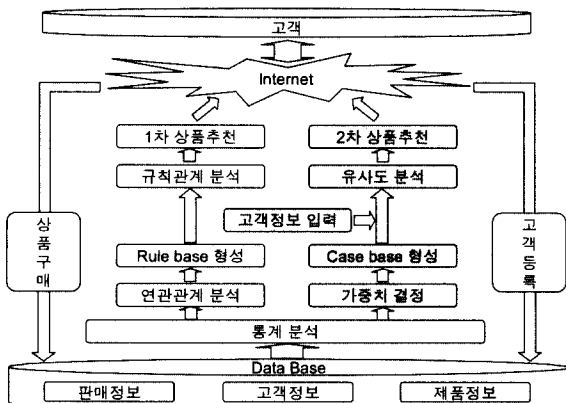 고객
Internet
1차 상품추천
2차 상품추천
규칙관계 분석
유사도 분석
고객정보 입력
상품구매
고객등록
Rule base 형성
Case base 형성
연관관계 분석
가중치 결정
통계 분석
Data Base
판매정보
고객정보
제품정보